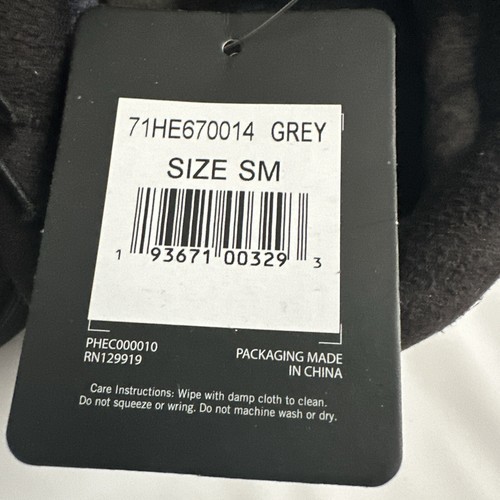 71HE670014 GREY
SIZE SM
1 93671 00329 3
PHEC000010
RN129919
PACKAGING MADE
IN CHINA
Care Instructions: Wipe with damp cloth to clean.
Do not squeeze or wring. Do not machine wash or dry.